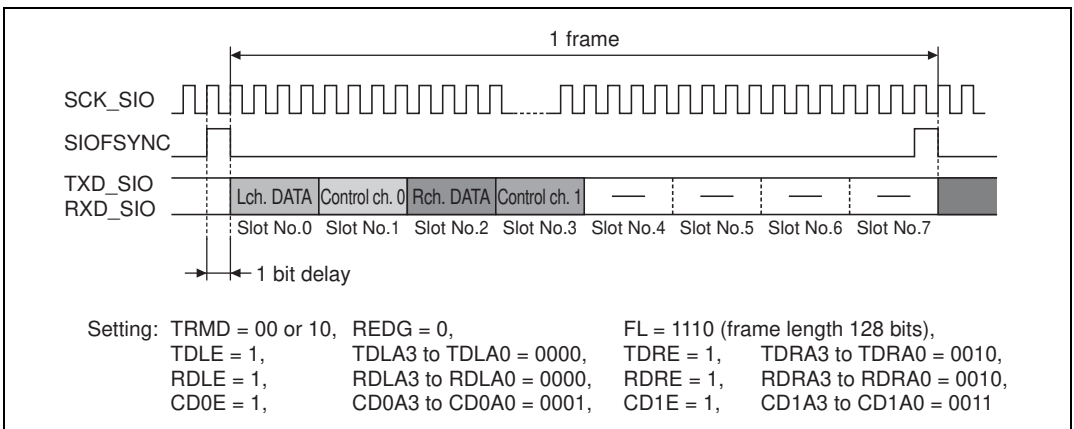 1 frame
SCK_SIO
SIOFSYNC
TXD_SIO
RXD_SIO
Lch. DATA Control ch. 0 Rch. DATA Control ch. 1
Slot No.0 Slot No.1 Slot No.2 Slot No.3 Slot No.4 Slot No.5 Slot No.6 Slot No.7
1 bit delay
Setting: TRMD = 00 or 10, REDG = 0, FL = 1110 (frame length 128 bits),
TDLE = 1, TDLA3 to TDLA0 = 0000, TDRE = 1, TDRA3 to TDRA0 = 0010,
RDLE = 1, RDLA3 to RDLA0 = 0000, RDRE = 1, RDRA3 to RDRA0 = 0010,
CD0E = 1, CD0A3 to CD0A0 = 0001, CD1E = 1, CD1A3 to CD1A0 = 0011